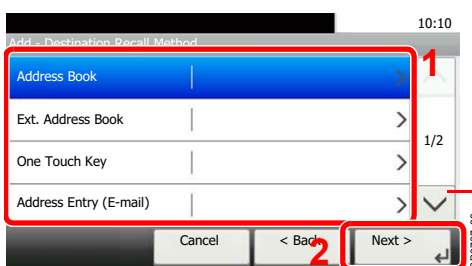 10:10
Add - Destination Recall Method
Address Book
1
Ext. Address Book
1/2
One Touch Key
Address Entry (E-mail)
Cancel
< Back
2
Next >